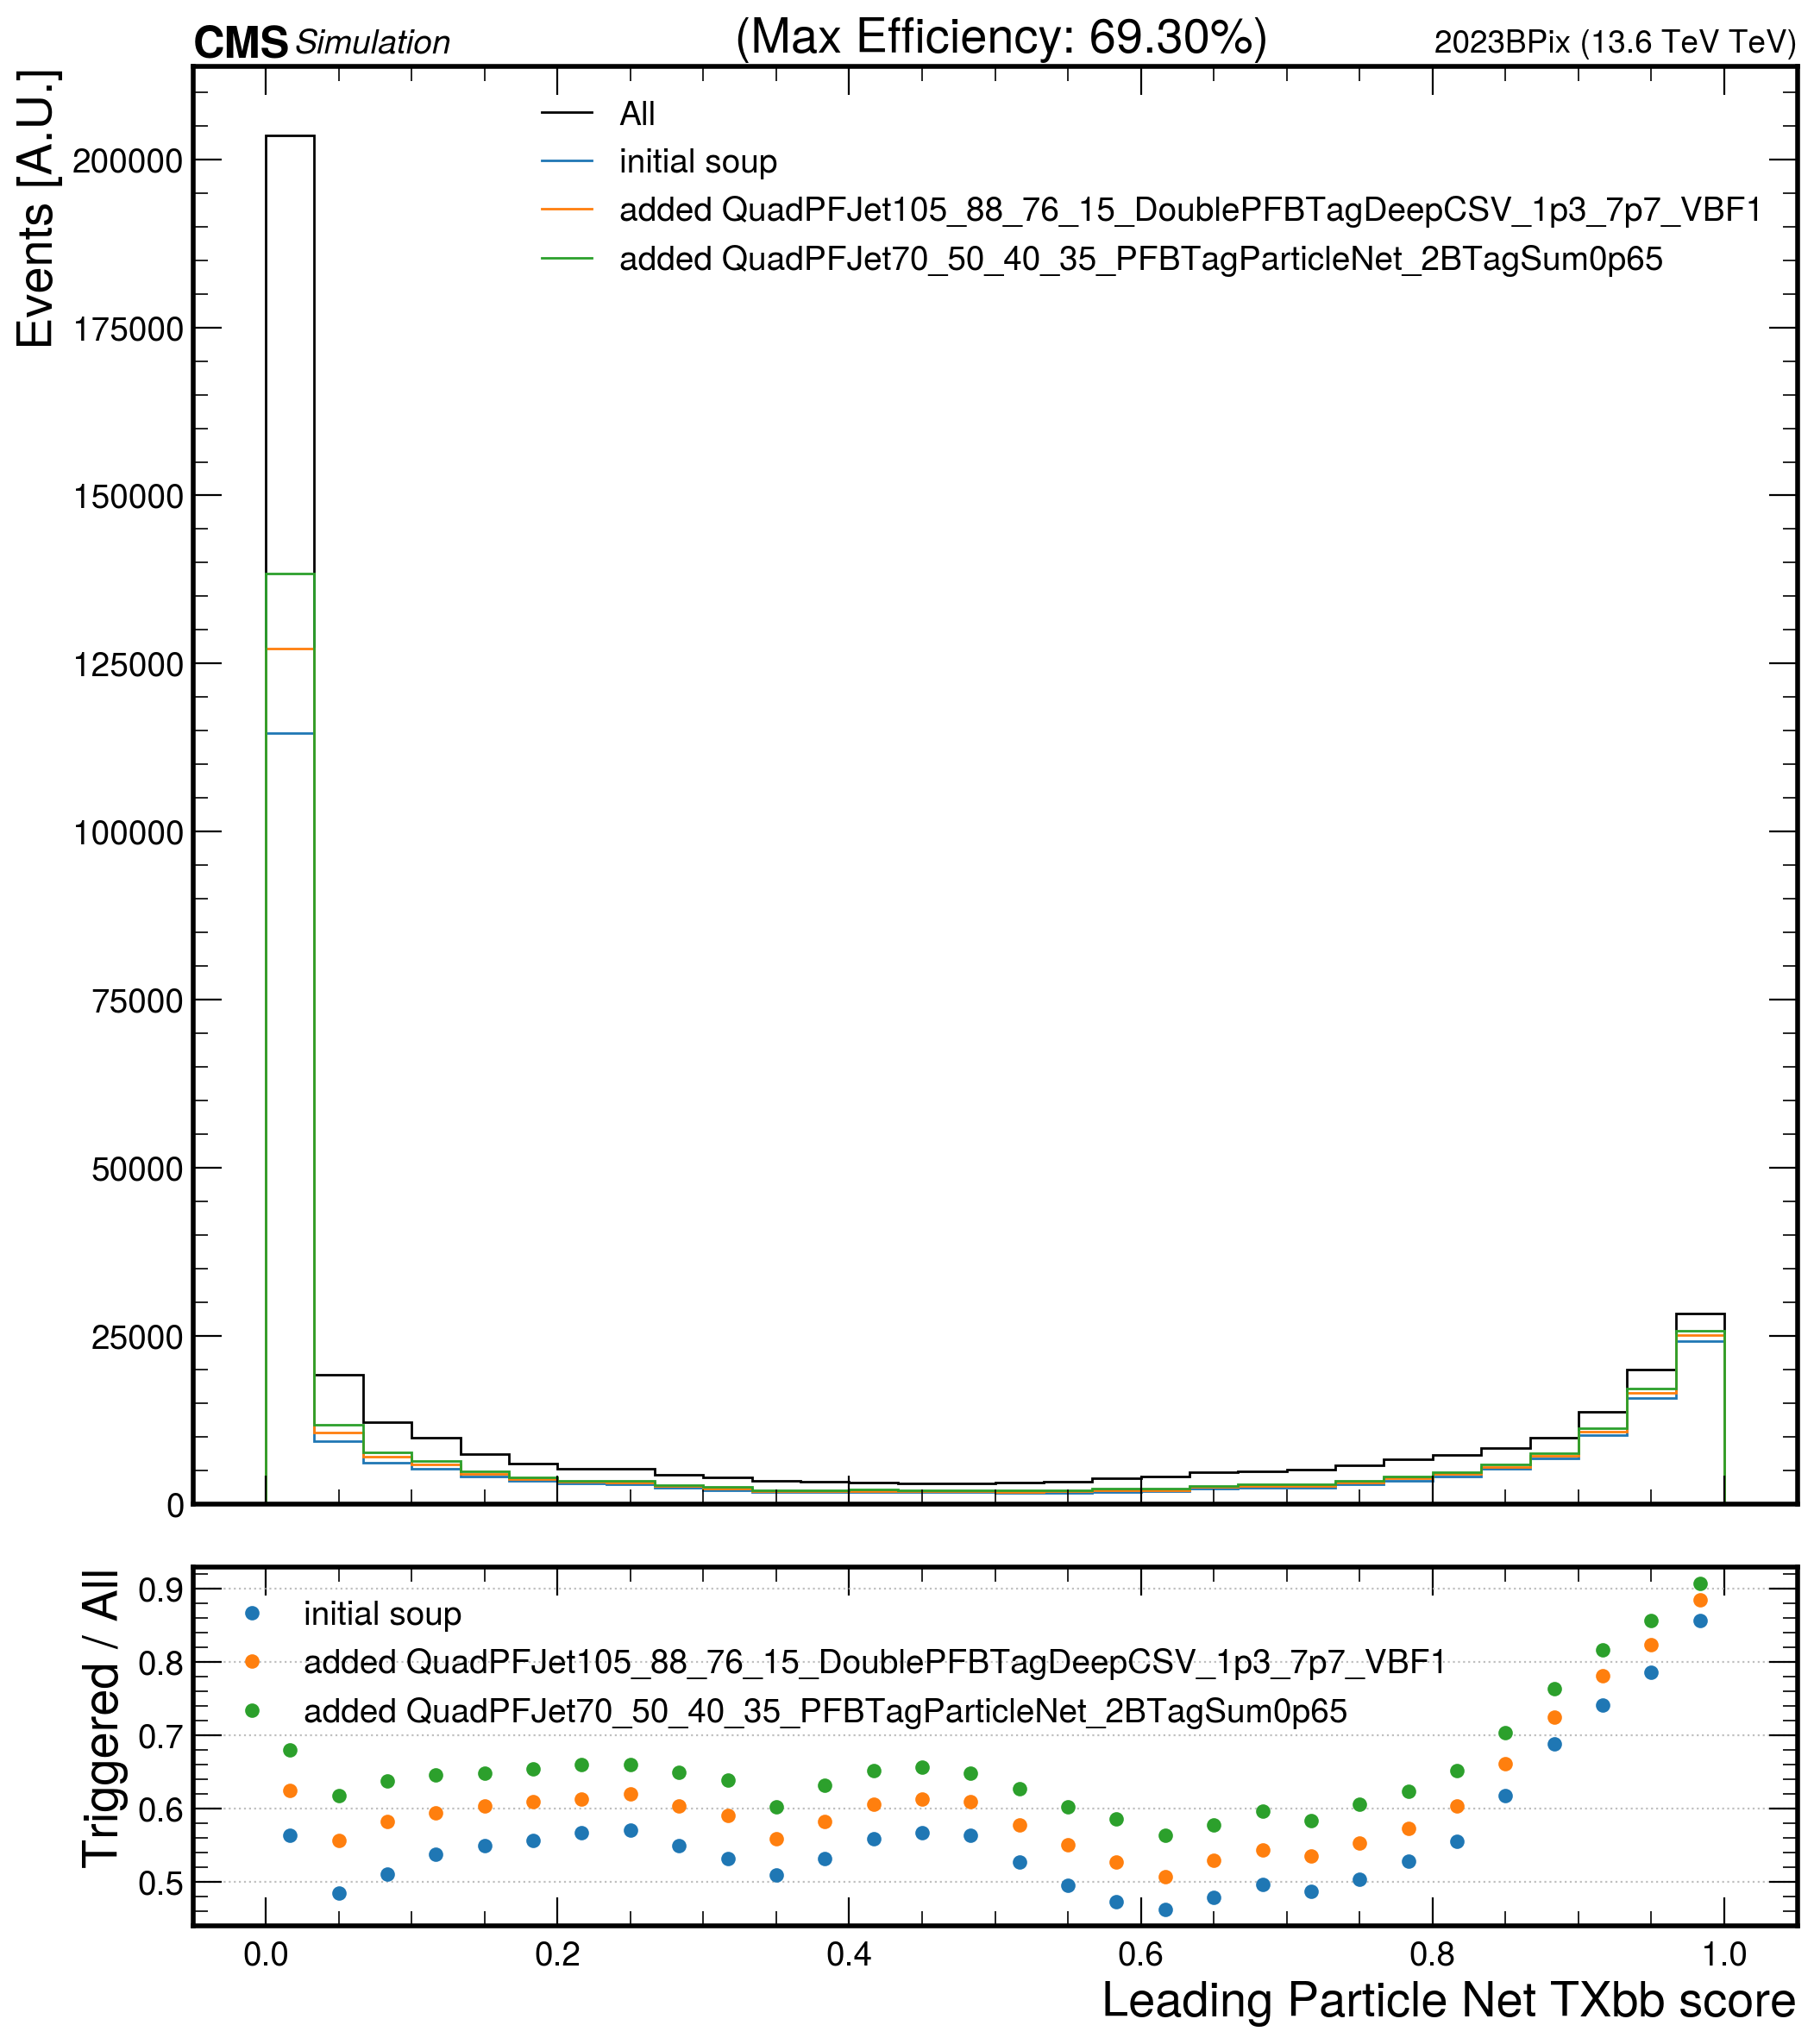 CMS Simulation (Max Efficiency: 69.30%) 2023BPix (13.6 TeV TeV)
Events [A.U.]
All
initial soup
added QuadPFJet105_88_76_15_DoublePFBTagDeepCSV_1p3_7p7_VBF1
added QuadPFJet70_50_40_35_PFBTagParticleNet_2BTagSum0p65
200000
175000
150000
125000
100000
75000
50000
25000
0
Triggered / All
initial soup
added QuadPFJet105_88_76_15_DoublePFBTagDeepCSV_1p3_7p7_VBF1
added QuadPFJet70_50_40_35_PFBTagParticleNet_2BTagSum0p65
0.9
0.8
0.7
0.6
0.5
0.0 0.2 0.4 0.6 0.8 1.0
Leading Particle Net TXbb score